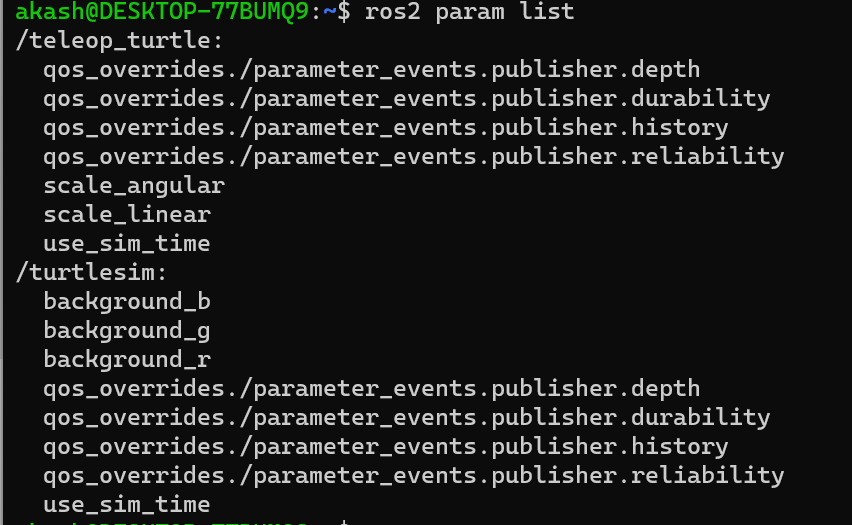 akash@DESKTOP-77BUMQ9:~$ ros2 param list
/teleop_turtle:
  qos_overrides./parameter_events.publisher.depth
  qos_overrides./parameter_events.publisher.durability
  qos_overrides./parameter_events.publisher.history
  qos_overrides./parameter_events.publisher.reliability
  scale_angular
  scale_linear
  use_sim_time
/turtlesim:
  background_b
  background_g
  background_r
  qos_overrides./parameter_events.publisher.depth
  qos_overrides./parameter_events.publisher.durability
  qos_overrides./parameter_events.publisher.history
  qos_overrides./parameter_events.publisher.reliability
  use_sim_time